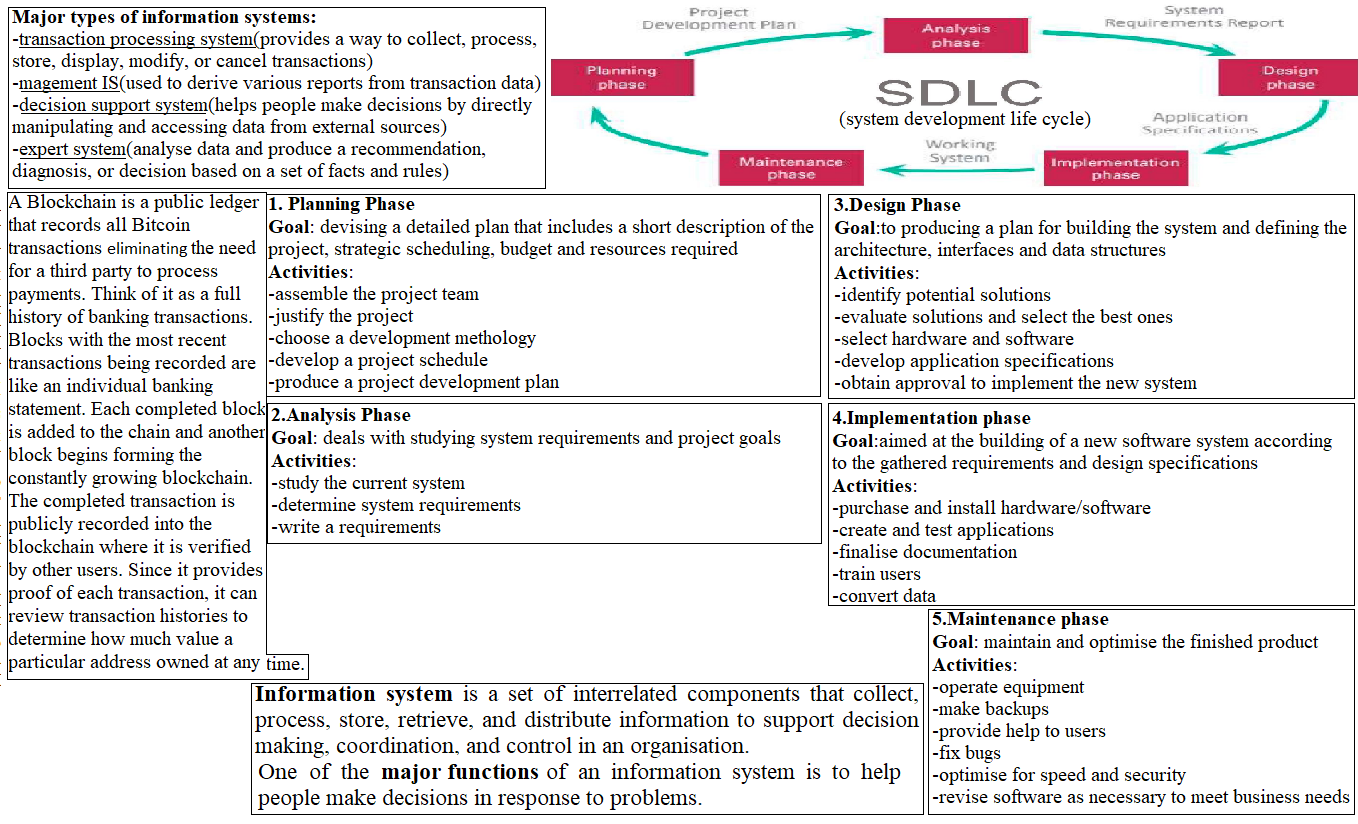 Major types of information systems:
-transaction processing system(provides a way to collect, process,
store, display, modify, or cancel transactions)
-magement IS(used to derive various reports from transaction data)
-decision support system(helps people make decisions by directly
manipulating and accessing data from external sources)
-expert system(analyse data and produce a recommendation,
diagnosis, or decision based on a set of facts and rules)
Project
Development Plan
Analysis
phase
System
Requirements Report
Planning
phase
Design
phase
SDLC
(system development life cycle)
Application
Specifications
Working
System
Maintenance
phase
Implementation
phase
A Blockchain is a public ledger
that records all Bitcoin
transactions eliminating the need
for a third party to process
payments. Think of it as a full
history of banking transactions.
Blocks with the most recent
transactions being recorded are
like an individual banking
statement. Each completed block
is added to the chain and another
block begins forming the
constantly growing blockchain.
The completed transaction is
publicly recorded into the
blockchain where it is verified
by other users. Since it provides
proof of each transaction, it can
review transaction histories to
determine how much value a
particular address owned at any time.
1. Planning Phase
Goal: devising a detailed plan that includes a short description of the
project, strategic scheduling, budget and resources required
Activities:
-assemble the project team
-justify the project
-choose a development methology
-develop a project schedule
-produce a project development plan
2.Analysis Phase
Goal: deals with studying system requirements and project goals
Activities:
-study the current system
-determine system requirements
-write a requirements
3.Design Phase
Goal:to producing a plan for building the system and defining the
architecture, interfaces and data structures
Activities:
-identify potential solutions
-evaluate solutions and select the best ones
-select hardware and software
-develop application specifications
-obtain approval to implement the new system
4.Implementation phase
Goal:aimed at the building of a new software system according
to the gathered requirements and design specifications
Activities:
-purchase and install hardware/software
-create and test applications
-finalise documentation
-train users
-convert data
5.Maintenance phase
Goal: maintain and optimise the finished product
Activities:
-operate equipment
-make backups
-provide help to users
-fix bugs
-optimise for speed and security
-revise software as necessary to meet business needs
Information system is a set of interrelated components that collect,
process, store, retrieve, and distribute information to support decision
making, coordination, and control in an organisation.
One of the major functions of an information system is to help
people make decisions in response to problems.